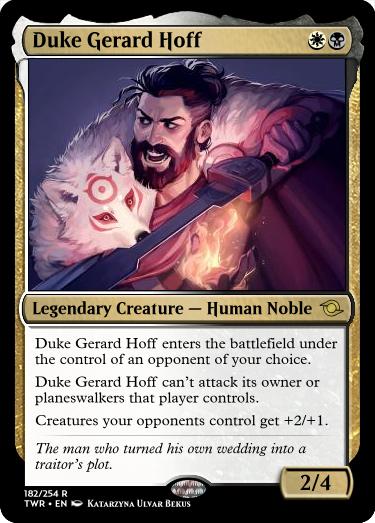 Duke Gerard Hoff
Legendary Creature — Human Noble
Duke Gerard Hoff enters the battlefield under
the control of an opponent of your choice.
Duke Gerard Hoff can't attack its owner or
planeswalkers that player controls.
Creatures your opponents control get +2/+1.
The man who turned his own wedding into a
traitor's plot.
2/4
182/254 R
TWR • EN Katarzyna Ulvar Bekus